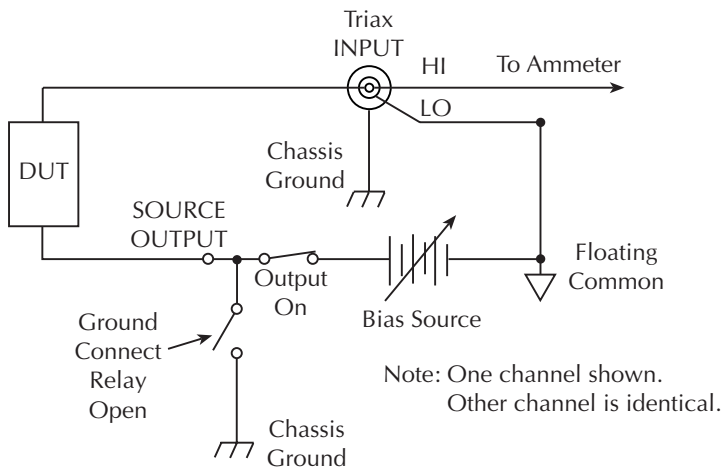 Triax
INPUT
HI
To Ammeter
LO
Chassis
Ground
DUT
SOURCE
OUTPUT
Output
On
Floating
Common
Bias Source
Ground
Connect
Relay
Open
Note: One channel shown.
Other channel is identical.
Chassis
Ground